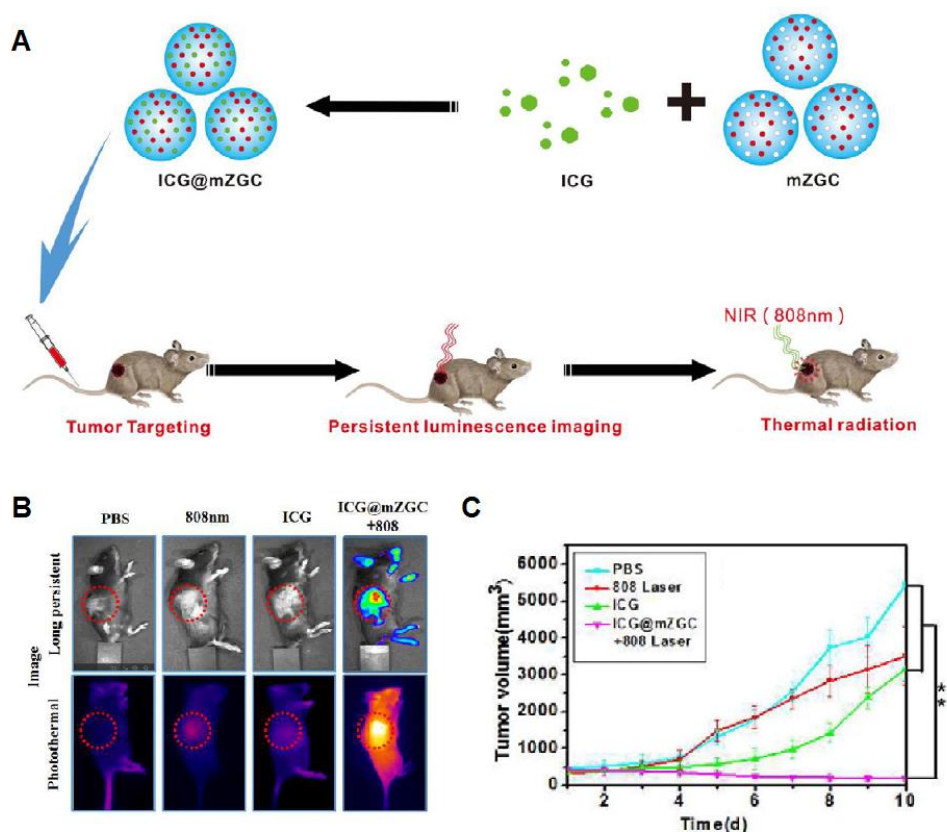 A
ICG@mZGC
ICG
mZGC
NIR ( 808nm )
Tumor Targeting
Persistent luminescence imaging
Thermal radiation
B
PBS
808nm
ICG
ICG@mZGC
+808
Image
Long persistent
Photothermal
C
Tumor volume(mm³)
6000
5000
4000
3000
2000
1000
0
PBS
808 Laser
ICG
ICG@mZGC
+808 Laser
**
2
4
6
8
10
Time(d)